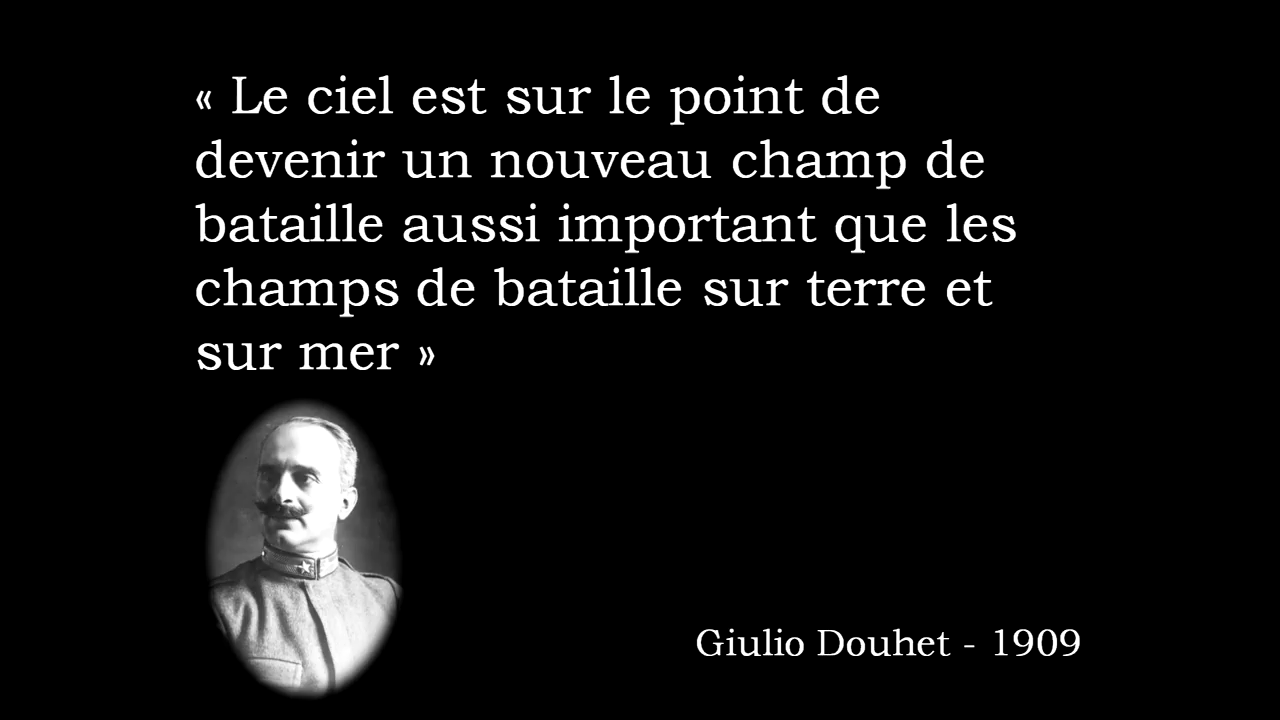 « Le ciel est sur le point de
devenir un nouveau champ de
bataille aussi important que les
champs de bataille sur terre et
sur mer »
Giulio Douhet - 1909